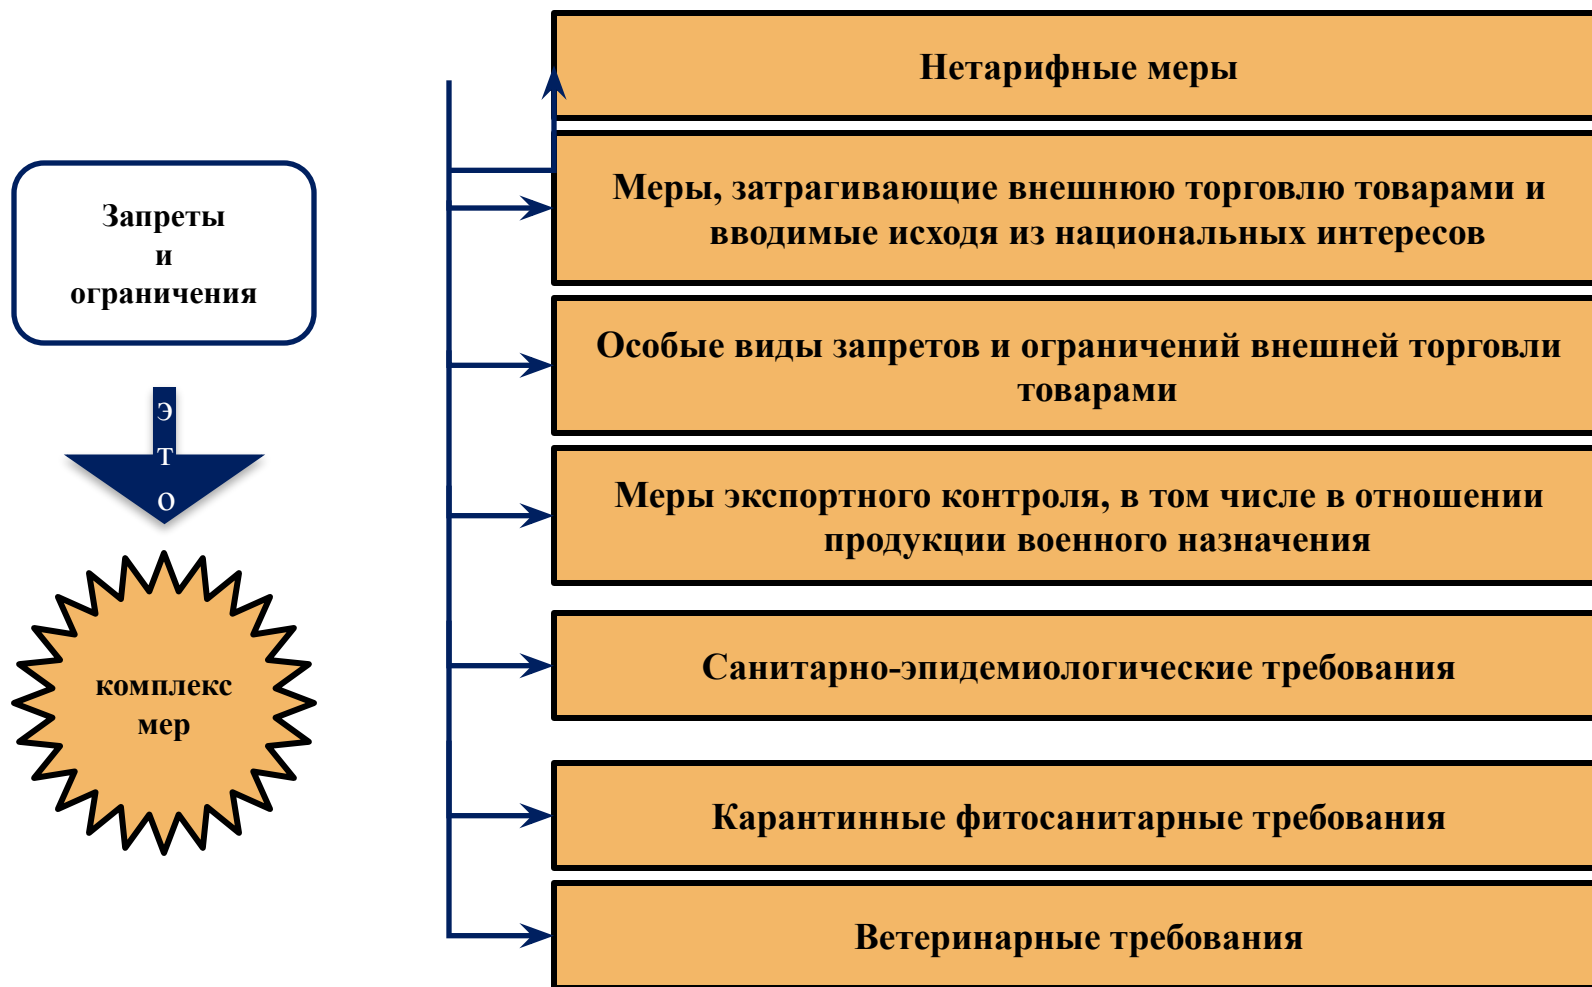 Запреты
и
ограничения
э
т
о
комплекс
мер
Нетарифные меры
Меры, затрагивающие внешнюю торговлю товарами и
вводимые исходя из национальных интересов
Особые виды запретов и ограничений внешней торговли
товарами
Меры экспортного контроля, в том числе в отношении
продукции военного назначения
Санитарно-эпидемиологические требования
Карантинные фитосанитарные требования
Ветеринарные требования